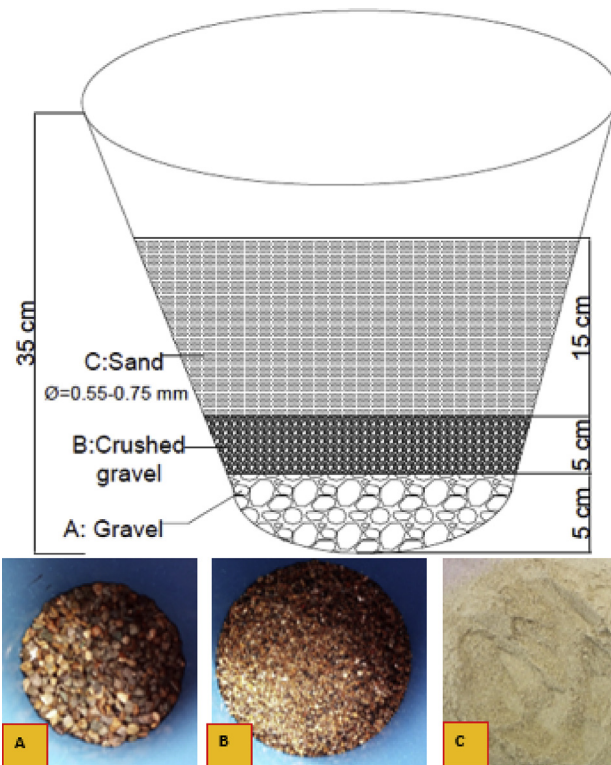 35 cm
C:Sand
Ø=0.55-0.75 mm
B:Crushed
gravel
A: Gravel
15 cm
5 cm
5 cm
A
B
C